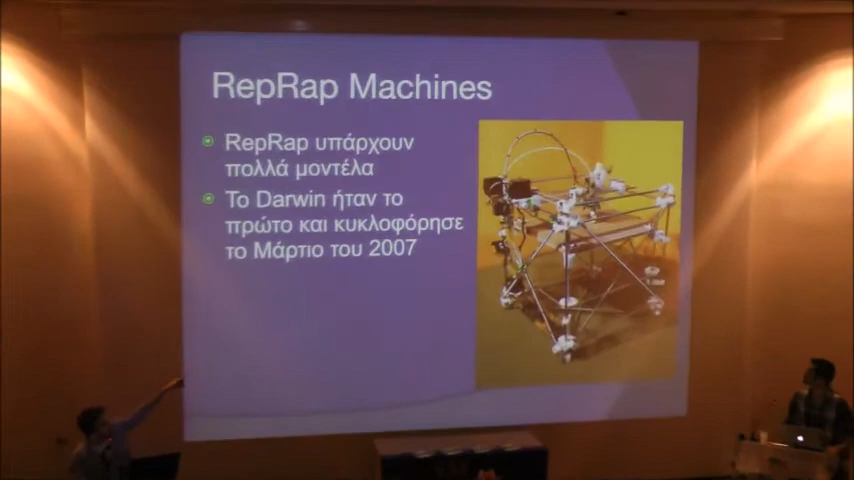 RepRap Machines
RepRap υπάρχουν
πολλά μοντέλα
Το Darwin ήταν το
πρώτο και κυκλοφόρησε
το Μάρτιο του 2007